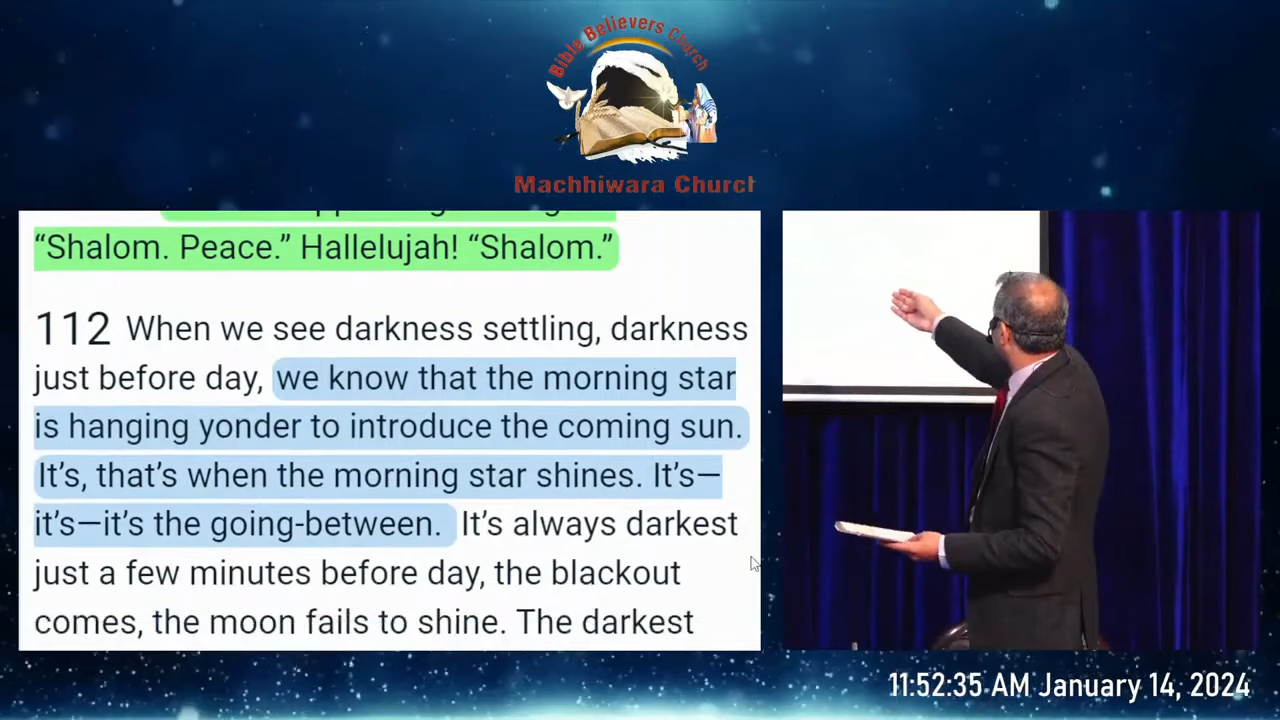 Bible Believers Church
Machhiwara Church
“Shalom. Peace.” Hallelujah! “Shalom.”
112 When we see darkness settling, darkness
just before day, we know that the morning star
is hanging yonder to introduce the coming sun.
It’s, that’s when the morning star shines. It’s—
it’s—it’s the going-between. It’s always darkest
just a few minutes before day, the blackout
comes, the moon fails to shine. The darkest
11:52:35 AM January 14, 2024